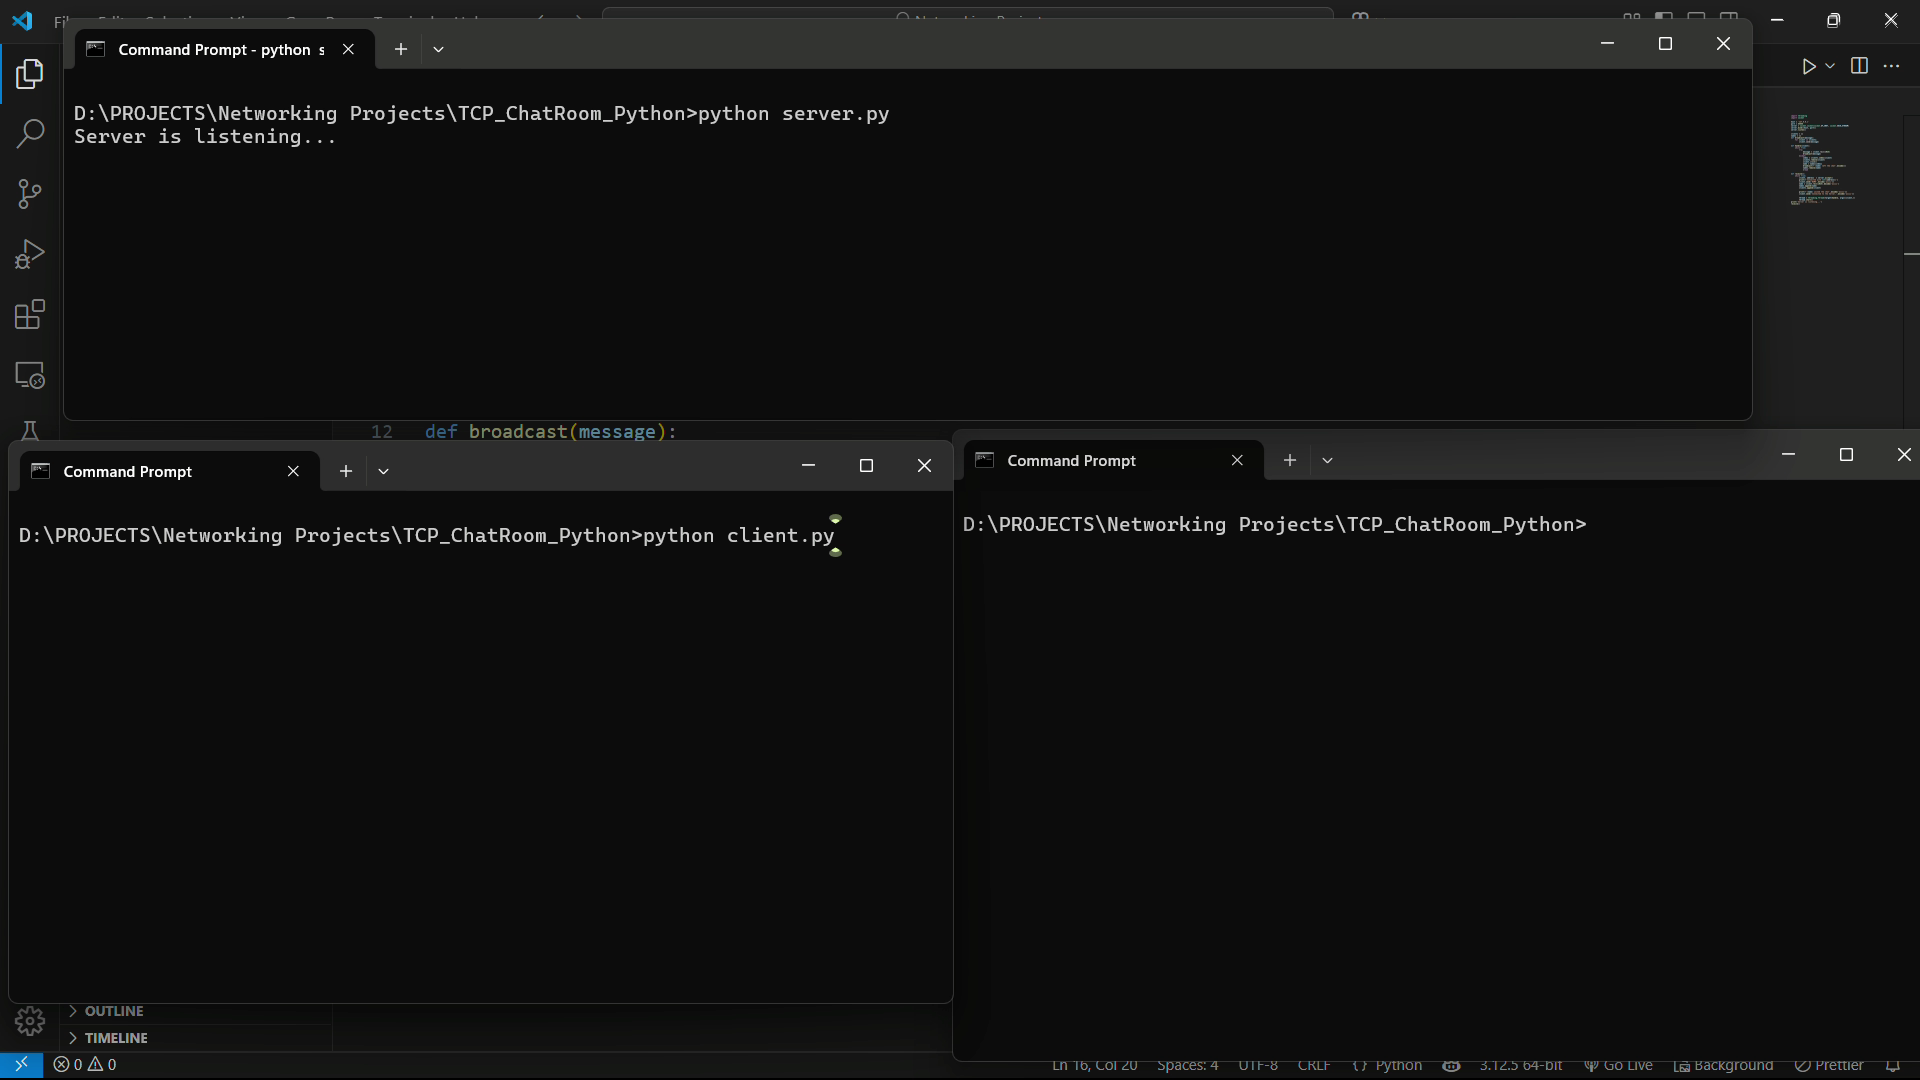 Command Prompt - python s
D:\PROJECTS\Networking Projects\TCP_ChatRoom_Python>python server.py
Server is listening...
12 def broadcast(message):
Command Prompt
D:\PROJECTS\Networking Projects\TCP_ChatRoom_Python>python client.py
Command Prompt
D:\PROJECTS\Networking Projects\TCP_ChatRoom_Python>
OUTLINE
TIMELINE
0 0
Ln 16, Col 20 Spaces: 4 UTF-8 CRLF {} Python 3.12.5 64-bit Go Live Background Prettier